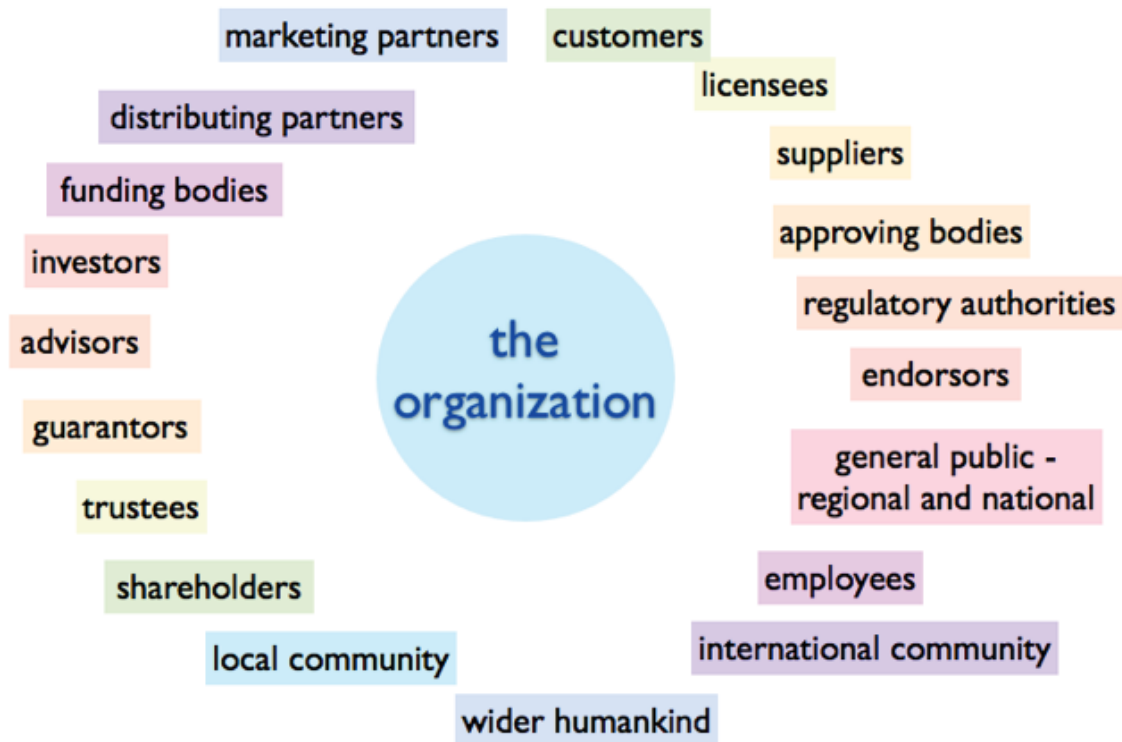 marketing partners
customers
licensees
distributing partners
suppliers
funding bodies
approving bodies
investors
regulatory authorities
advisors
the
organization
endorsors
guarantors
general public -
regional and national
trustees
employees
shareholders
international community
local community
wider humankind